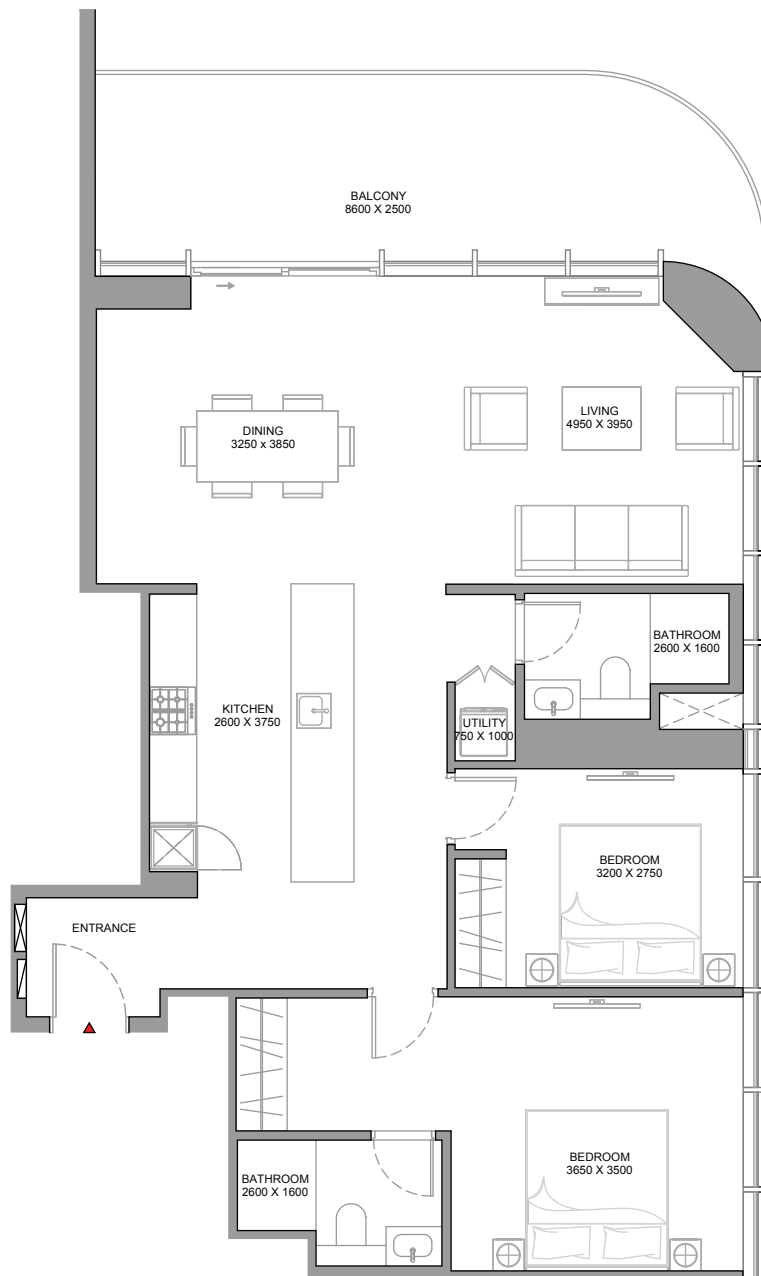 BALCONY
8600 X 2500
DINING
3250 x 3850
LIVING
4950 X 3950
BATHROOM
2600 X 1600
KITCHEN
2600 X 3750
UTILITY
750 X 1000
BEDROOM
3200 X 2750
ENTRANCE
BATHROOM
2600 X 1600
BEDROOM
3650 X 3500